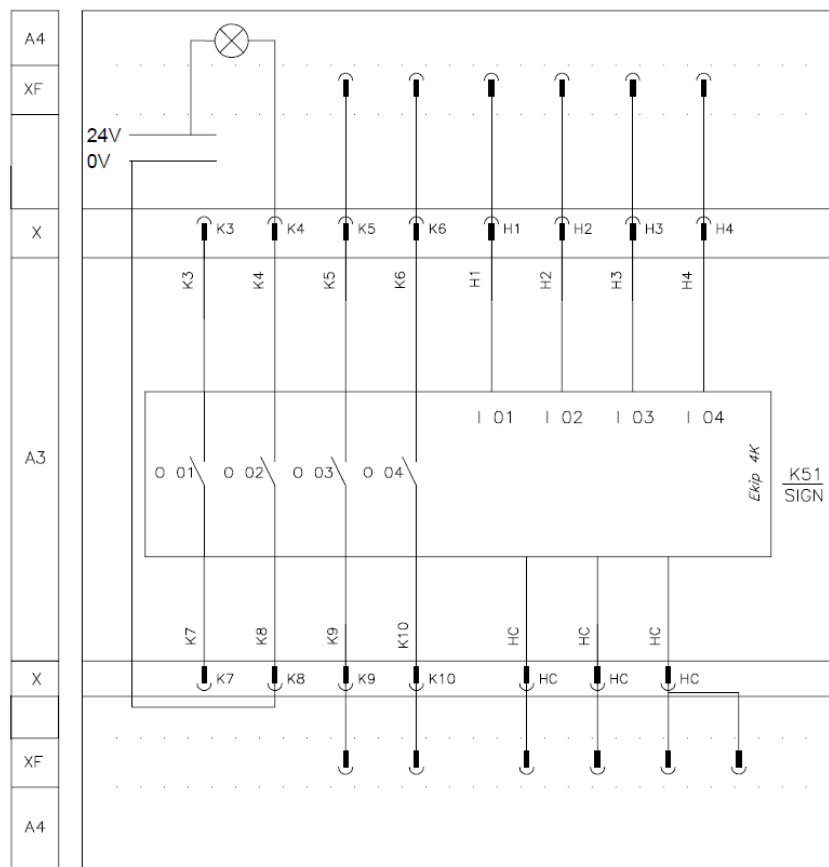 A4
XF
24V
0V
X
K3
K4
K5
K6
H1
H2
H3
H4
K3
K4
K5
K6
H1
H2
H3
H4
I 01
I 02
I 03
I 04
A3
O 01
O 02
O 03
O 04
Ekip 4K
K51
SIGN
K7
K8
K9
K10
HC
HC
HC
X
K7
K8
K9
K10
HC
HC
HC
XF
A4